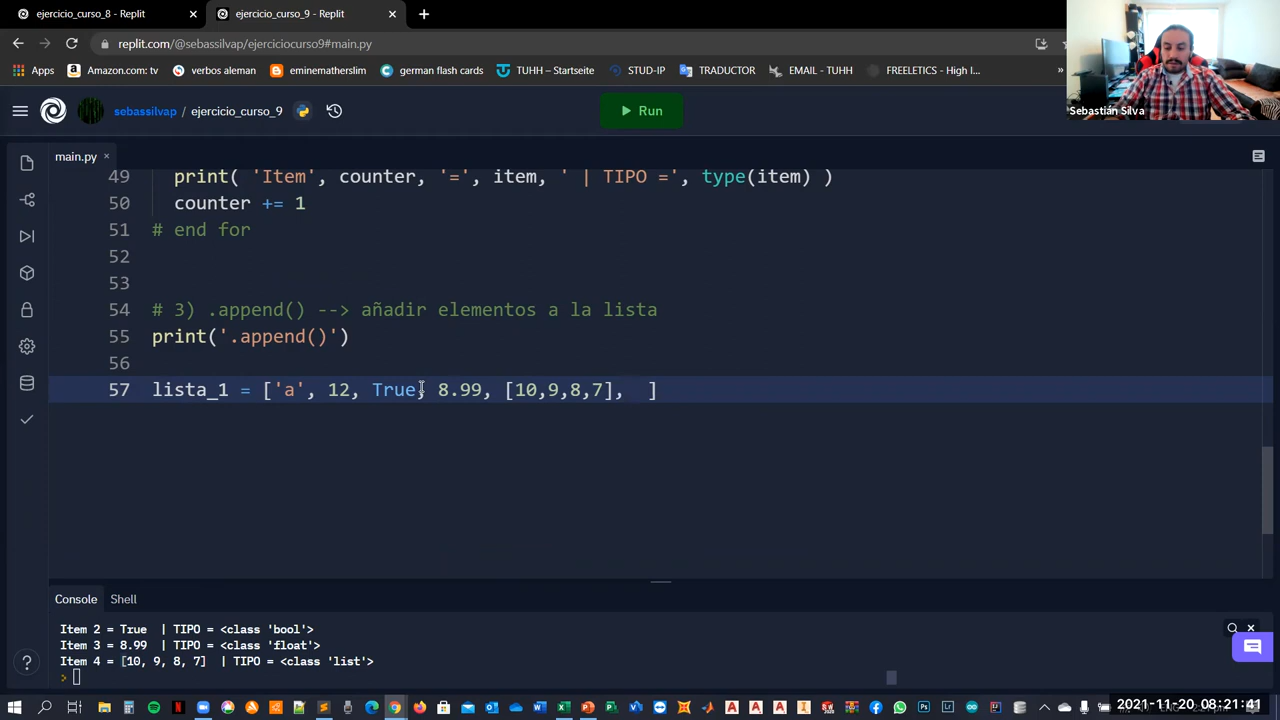 ejercicio_curso_8 - Replit
ejercicio_curso_9 - Replit
replit.com/@sebassilvap/ejerciciocurso9#main.py
Apps
Amazon.com: tv
verbos aleman
eminematherslim
germ
TUHH – Startseite
STUD-IP
TRADUCTOR
EMAIL - TUHH
FREELETICS - High I...
Sebastián Silva
sebassilvap / ejercicio_curso_9
Run
main.py
49 print( 'Item', counter, '=', item, ' | TIPO =', type(item) )
50 counter += 1
51 # end for
52
53
54 # 3) .append() --> añadir elementos a la lista
55 print('.append()')
56
57 lista_1 = ['a', 12, True, 8.99, [10,9,8,7], ]
Console
Shell
Item 2 = True | TIPO = <class 'bool'>
Item 3 = 8.99 | TIPO = <class 'float'>
Item 4 = [10, 9, 8, 7] | TIPO = <class 'list'>
>
2021-11-20 08:21:41